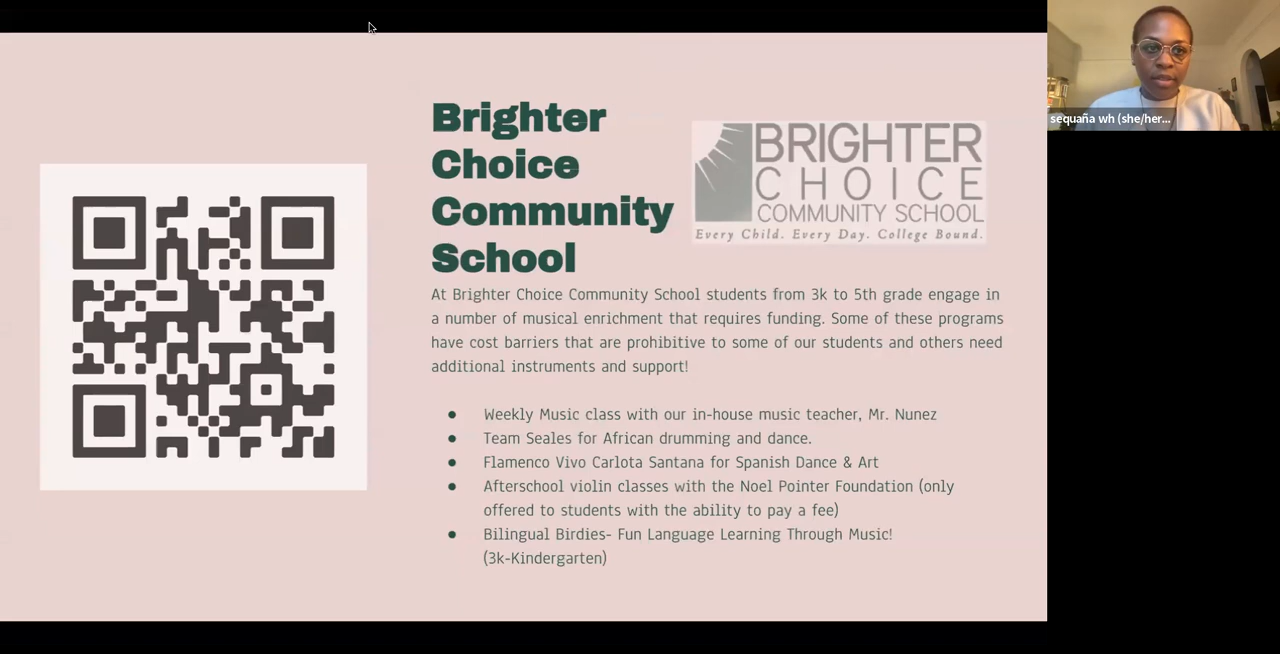 Brighter
Choice
Community
School
BRIGHTER
CHOICE
COMMUNITY SCHOOL
Every Child. Every Day. College Bound.
At Brighter Choice Community School students from 3k to 5th grade engage in
a number of musical enrichment that requires funding. Some of these programs
have cost barriers that are prohibitive to some of our students and others need
additional instruments and support!
● Weekly Music class with our in-house music teacher, Mr. Nunez
● Team Seales for African drumming and dance.
● Flamenco Vivo Carlota Santana for Spanish Dance & Art
● Afterschool violin classes with the Noel Pointer Foundation (only
offered to students with the ability to pay a fee)
● Bilingual Birdies- Fun Language Learning Through Music!
(3k-Kindergarten)
sequaña wh (she/her...